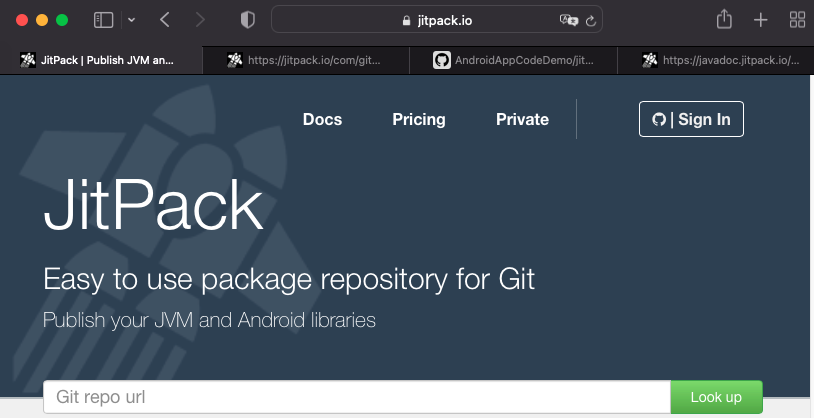 jitpack.io
JitPack | Publish JVM an...
https://jitpack.io/com/git...
AndroidAppCodeDemo/jit...
https://javadoc.jitpack.io/...
Docs Pricing Private | Sign In
JitPack
Easy to use package repository for Git
Publish your JVM and Android libraries
Git repo url Look up